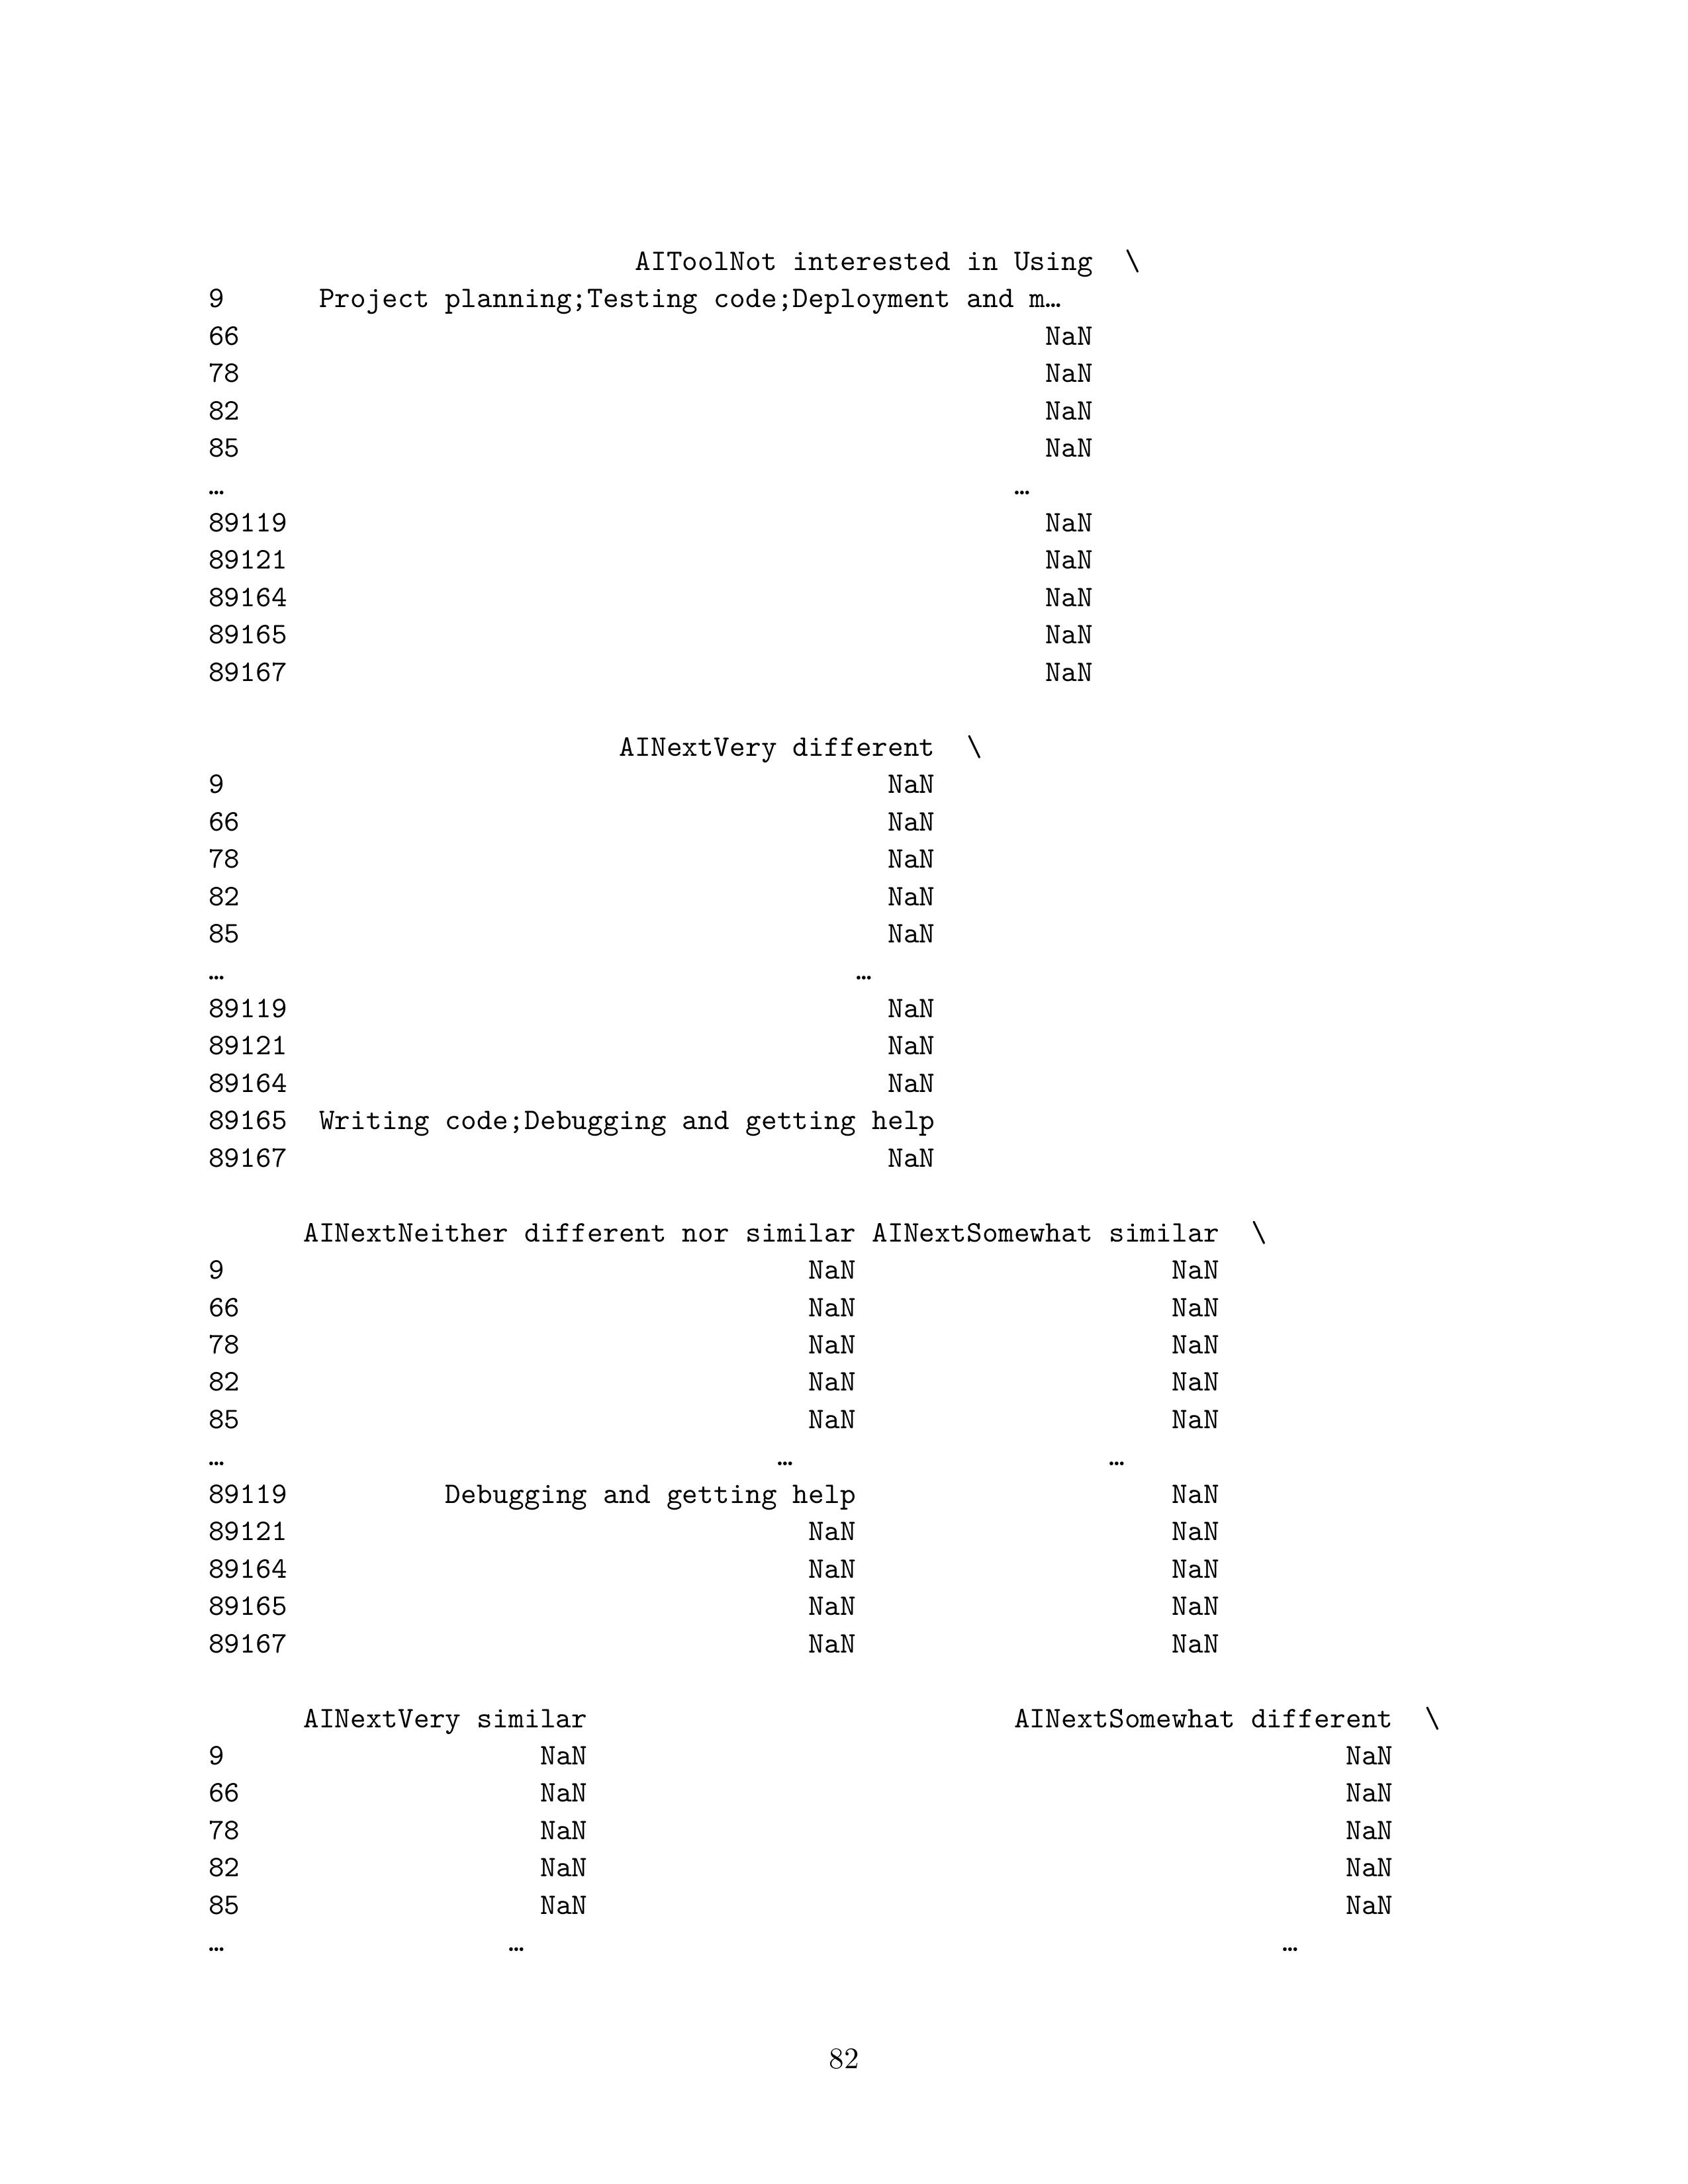 AIToolNot interested in Using \
9 Project planning;Testing code;Deployment and m…
66 NaN
78 NaN
82 NaN
85 NaN
… …
89119 NaN
89121 NaN
89164 NaN
89165 NaN
89167 NaN
AINextVery different \
9 NaN
66 NaN
78 NaN
82 NaN
85 NaN
… …
89119 NaN
89121 NaN
89164 NaN
89165 Writing code;Debugging and getting help
89167 NaN
AINextNeither different nor similar AINextSomewhat similar \
9 NaN NaN
66 NaN NaN
78 NaN NaN
82 NaN NaN
85 NaN NaN
… … …
89119 Debugging and getting help NaN
89121 NaN NaN
89164 NaN NaN
89165 NaN NaN
89167 NaN NaN
AINextVery similar AINextSomewhat different \
9 NaN NaN
66 NaN NaN
78 NaN NaN
82 NaN NaN
85 NaN NaN
… … …
82